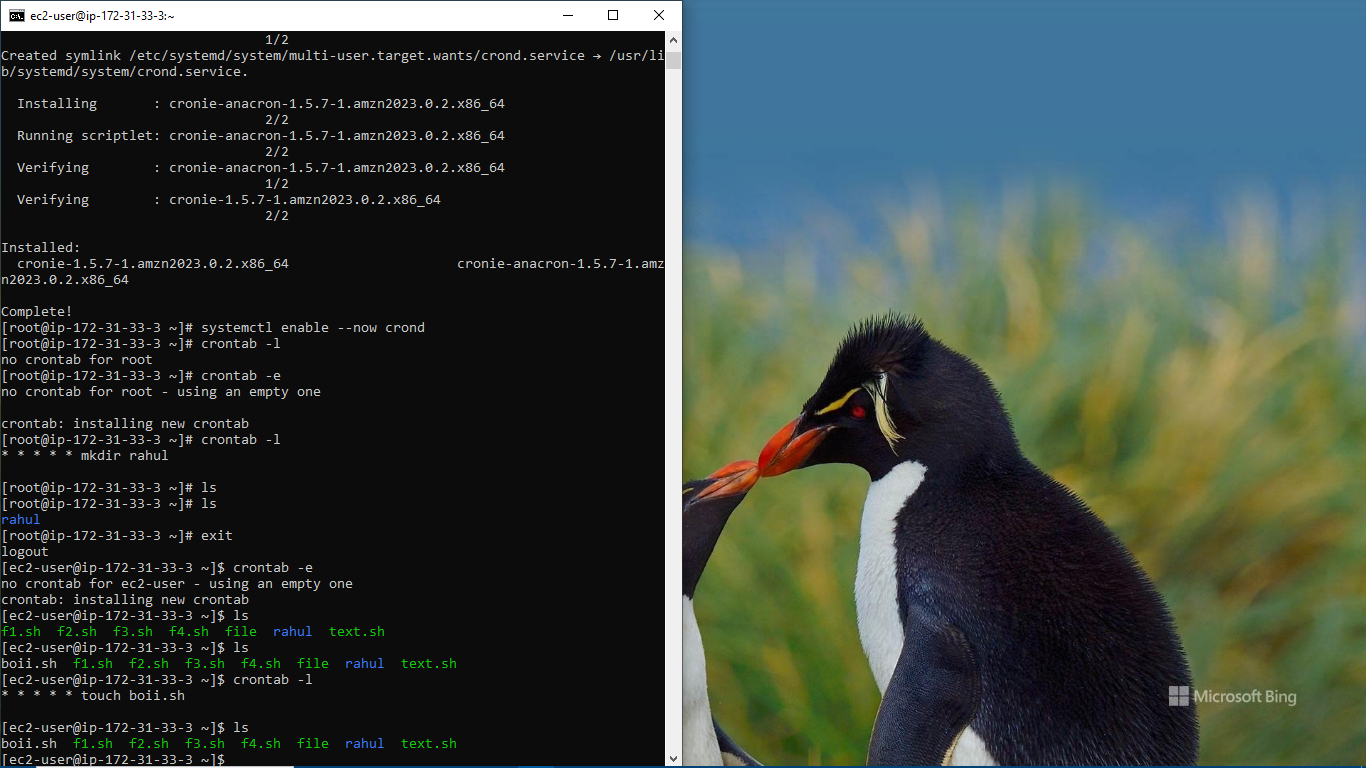 ec2-user@ip-172-31-33-3:~
1/2
Created symlink /etc/systemd/system/multi-user.target.wants/crond.service → /usr/li
b/systemd/system/crond.service.
Installing       : cronie-anacron-1.5.7-1.amzn2023.0.2.x86_64
2/2
Running scriptlet: cronie-anacron-1.5.7-1.amzn2023.0.2.x86_64
2/2
Verifying        : cronie-anacron-1.5.7-1.amzn2023.0.2.x86_64
1/2
Verifying        : cronie-1.5.7-1.amzn2023.0.2.x86_64
2/2
Installed:
cronie-1.5.7-1.amzn2023.0.2.x86_64                     cronie-anacron-1.5.7-1.amz
n2023.0.2.x86_64
Complete!
[root@ip-172-31-33-3 ~]# systemctl enable --now crond
[root@ip-172-31-33-3 ~]# crontab -l
no crontab for root
[root@ip-172-31-33-3 ~]# crontab -e
no crontab for root - using an empty one
crontab: installing new crontab
[root@ip-172-31-33-3 ~]# crontab -l
* * * * * mkdir rahul
[root@ip-172-31-33-3 ~]# ls
[root@ip-172-31-33-3 ~]# ls
rahul
[root@ip-172-31-33-3 ~]# exit
logout
[ec2-user@ip-172-31-33-3 ~]$ crontab -e
no crontab for ec2-user - using an empty one
crontab: installing new crontab
[ec2-user@ip-172-31-33-3 ~]$ ls
f1.sh  f2.sh  f3.sh  f4.sh  file  rahul  text.sh
[ec2-user@ip-172-31-33-3 ~]$ ls
boii.sh  f1.sh  f2.sh  f3.sh  f4.sh  file  rahul  text.sh
[ec2-user@ip-172-31-33-3 ~]$ crontab -l
* * * * * touch boii.sh
[ec2-user@ip-172-31-33-3 ~]$ ls
boii.sh  f1.sh  f2.sh  f3.sh  f4.sh  file  rahul  text.sh
[ec2-user@ip-172-31-33-3 ~]$
Microsoft Bing